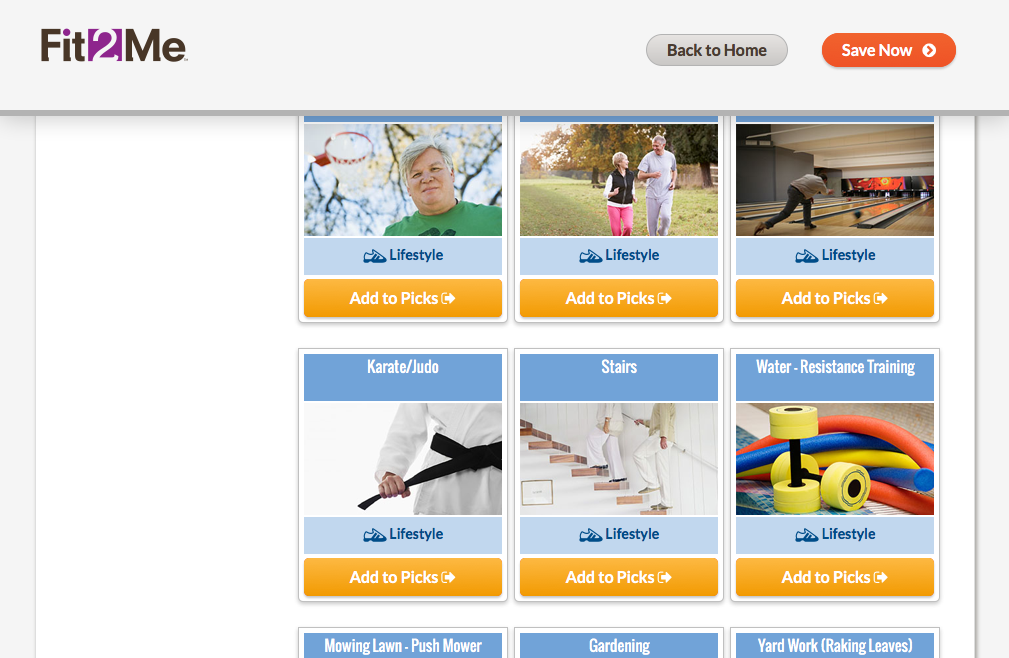 Fit2Me
Back to Home
Save Now
Lifestyle
Lifestyle
Lifestyle
Add to Picks
Add to Picks
Add to Picks
Karate/Judo
Stairs
Water - Resistance Training
Lifestyle
Lifestyle
Lifestyle
Add to Picks
Add to Picks
Add to Picks
Mowing Lawn - Push Mower
Gardening
Yard Work (Raking Leaves)